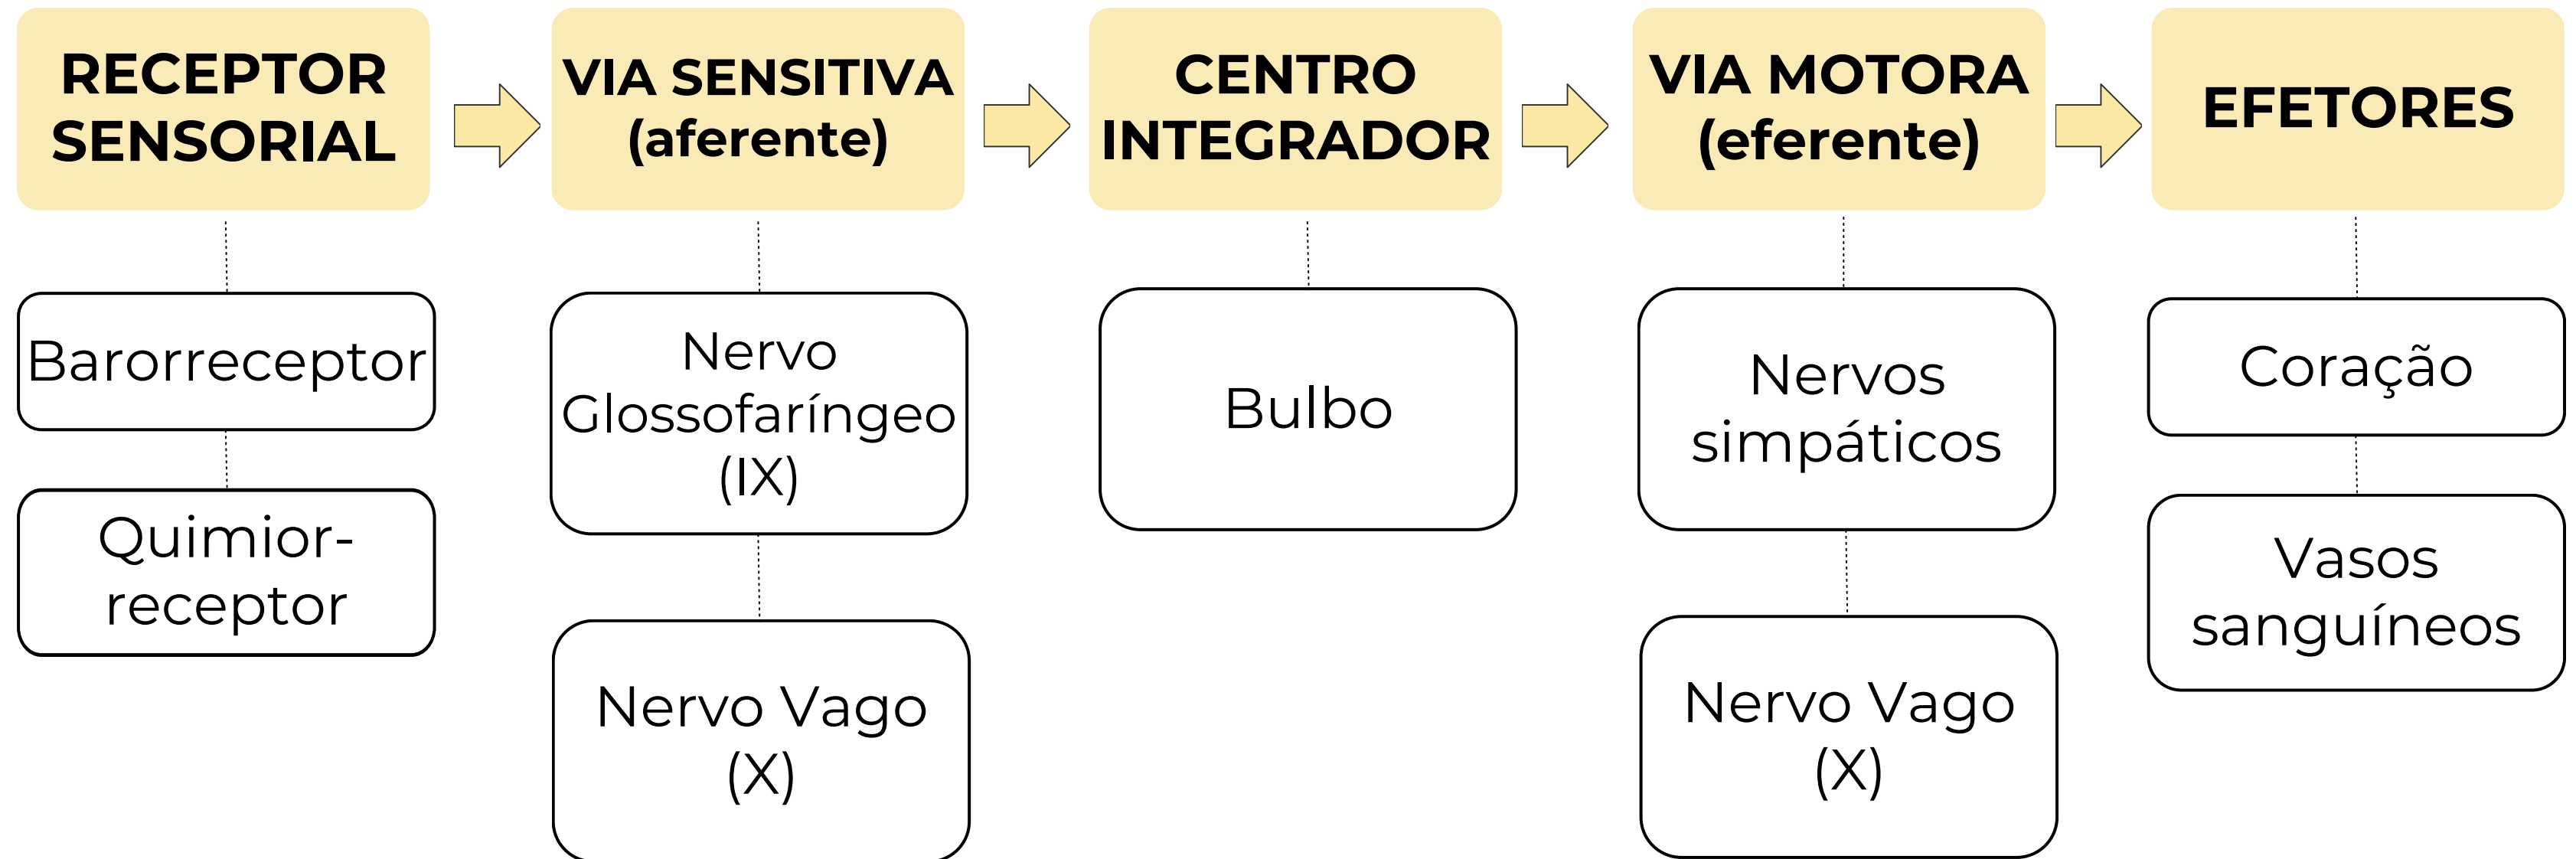 RECEPTOR
SENSORIAL
VIA SENSITIVA
(aferente)
CENTRO
INTEGRADOR
VIA MOTORA
(eferente)
EFETORES
Barorreceptor
Quimior-
receptor
Nervo
Glossofaríngeo
(IX)
Nervo Vago
(X)
Bulbo
Nervos
simpáticos
Nervo Vago
(X)
Coração
Vasos
sanguíneos